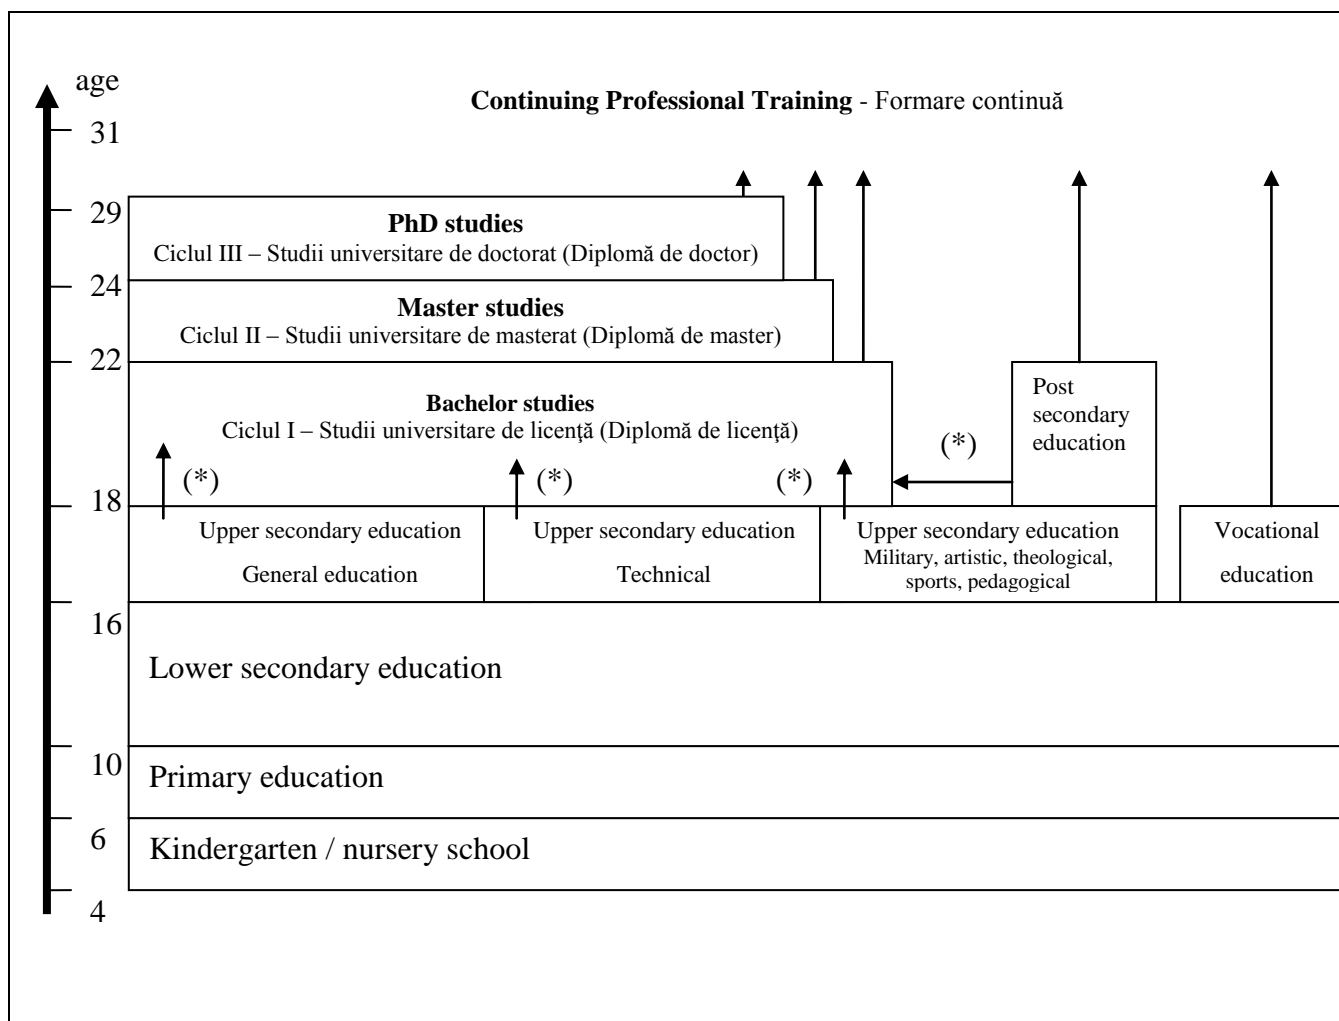 age
Continuing Professional Training - Formare continuă
31
29
PhD studies
Ciclul III – Studii universitare de doctorat (Diplomă de doctor)
24
Master studies
Ciclul II – Studii universitare de masterat (Diplomă de master)
22
Bachelor studies
Ciclul I – Studii universitare de licenţă (Diplomă de licenţă)
Post
secondary
education
(*)
(*)
(*)
(*)
18
Upper secondary education
General education
Upper secondary education
Technical
Upper secondary education
Military, artistic, theological,
sports, pedagogical
Vocational
education
16
Lower secondary education
10
Primary education
6
Kindergarten / nursery school
4